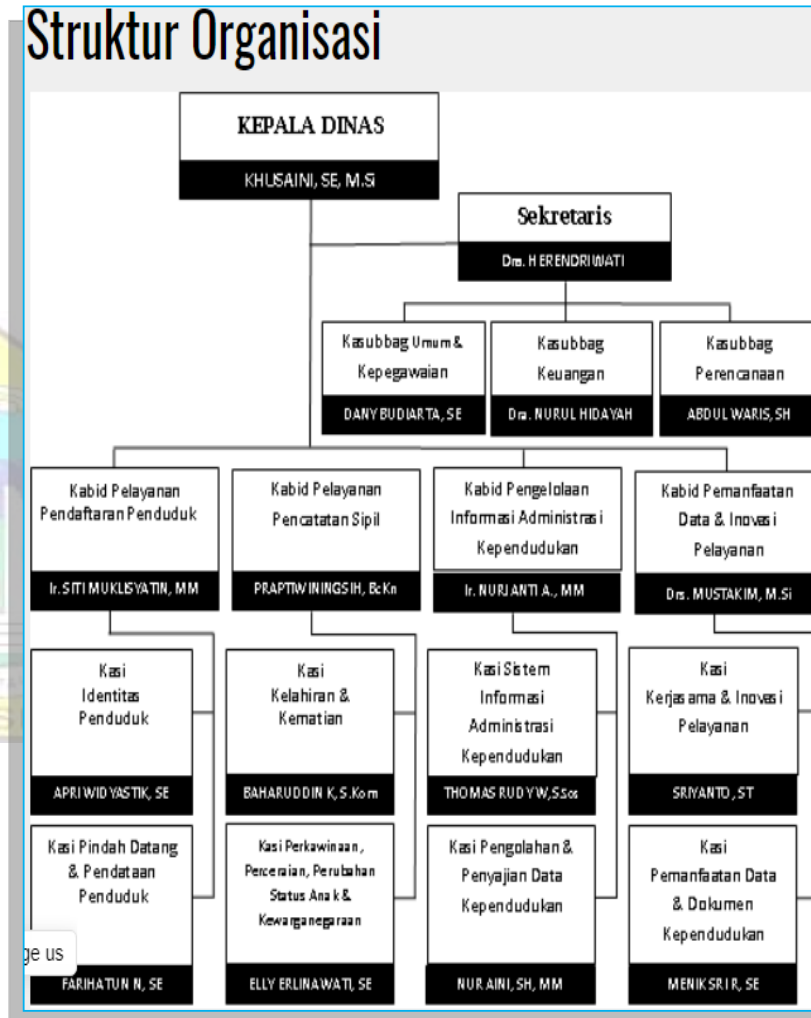 Struktur Organisasi
KEPALA DINAS
KHUSAINI, SE, M.Si
Sekretaris
Dra. HERENDRIWATI
Kasubbag Umum &
Kepegawaian
DANY BUDIARTA, SE
Kasubbag
Keuangan
Dra. NURUL HIDAYAH
Kasubbag
Perencanaan
ABDUL WARIS, SH
Kabid Pelayanan
Pendaftaran Penduduk
Ir. SITI MUKLISYATIN, MM
Kabid Pelayanan
Pencatatan Sipil
PRAPTIWININGSIH, BcKn
Kabid Pengelolaan
Informasi Administrasi
Kependudukan
Ir. NURJANTI A., MM
Kabid Pemanfaatan
Data & Inovasi
Pelayanan
Drs. MUSTAKIM, M.Si
Kasi
Identitas
Penduduk
APRI WIDYASTIK, SE
Kasi
Kelahiran &
Kematian
BAHARUDDIN K, S.Kom
Kasi Sistem
Informasi
Administrasi
Kependudukan
THOMAS RUDY W, S.Sos
Kasi
Kerjasama & Inovasi
Pelayanan
SRIYANTO, ST
Kasi Pindah Datang
& Pendataan
Penduduk
FARIHATUN N, SE
Kasi Perkawinaan,
Perceraian, Perubahan
Status Anak &
Kewarganegaraan
ELLY ERLINAWATI, SE
Kasi Pengolahan &
Penyajian Data
Kependudukan
NUR AINI, SH, MM
Kasi
Pemanfaatan Data
& Dokumen
Kependudukan
MENIK SRI R, SE
ge us